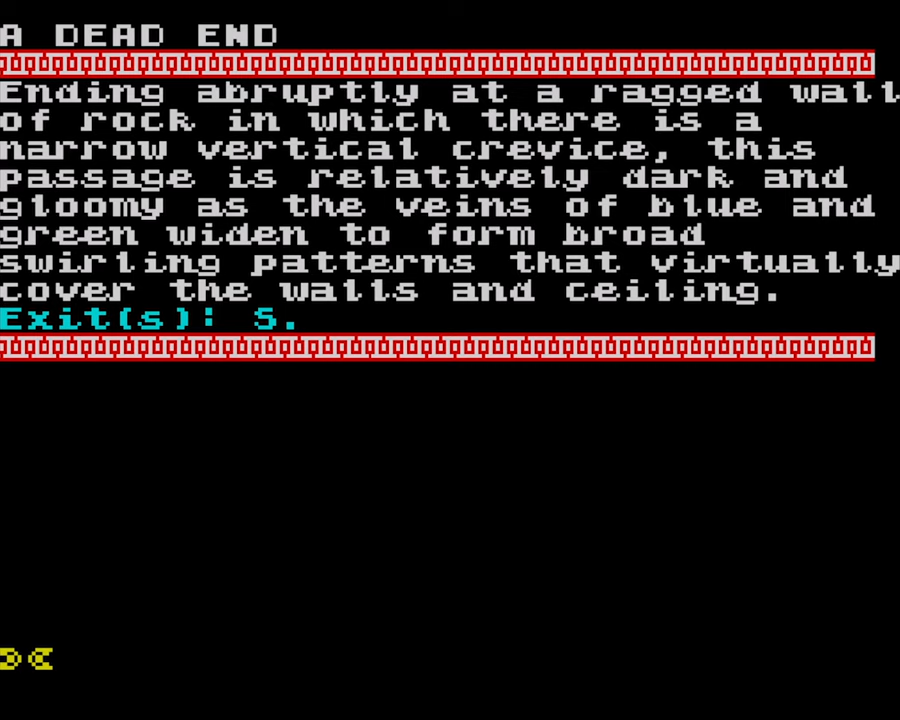 A DEAD END
Ending abruptly at a ragged wall
of rock in which there is a
narrow vertical crevice, this
passage is relatively dark and
gloomy as the veins of blue and
green widen to form broad
swirling patterns that virtually
cover the walls and ceiling.
Exit(s): S.